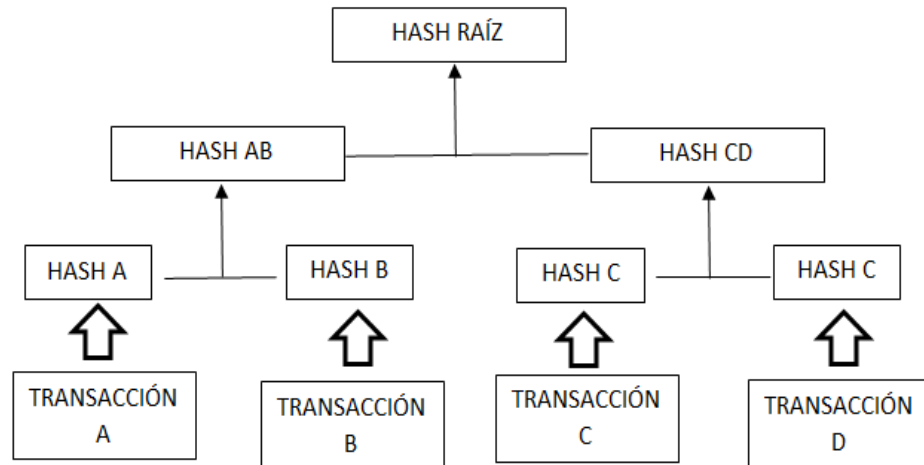 HASH RAÍZ
HASH AB
HASH CD
HASH A
HASH B
HASH C
HASH C
TRANSACCIÓN
A
TRANSACCIÓN
B
TRANSACCIÓN
C
TRANSACCIÓN
D